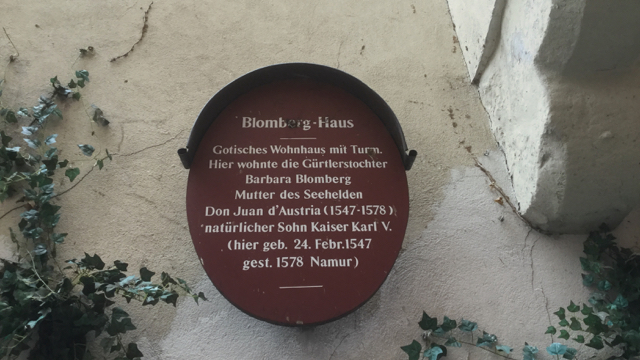 Blomberg-Haus
Gotisches Wohnhaus mit Turm.
Hier wohnte die Gürtlerstochter
Barbara Blomberg
Mutter des Seehelden
Don Juan d'Austria (1547-1578)
natürlicher Sohn Kaiser Karl V.
(hier geb. 24. Febr. 1547
gest. 1578 Namur)